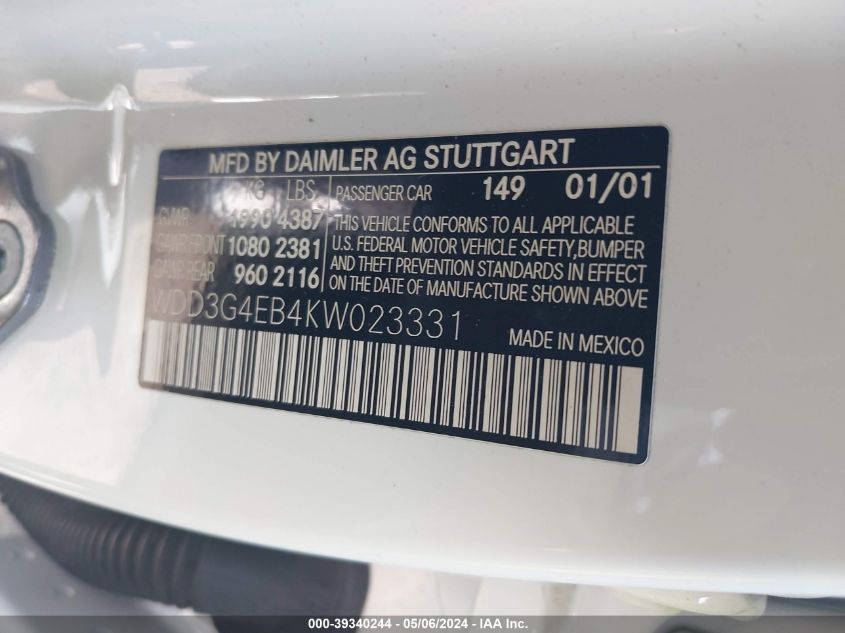 MFD BY DAIMLER AG STUTTGART
KG LBS PASSENGER CAR 149 01/01
GVWR 1990 4387 THIS VEHICLE CONFORMS TO ALL APPLICABLE
GAWR FRONT 1080 2381 U.S. FEDERAL MOTOR VEHICLE SAFETY,BUMPER
GAWR REAR 960 2116 AND THEFT PREVENTION STANDARDS IN EFFECT
ON THE DATE OF MANUFACTURE SHOWN ABOVE
WDD3G4EB4KW023331
MADE IN MEXICO
000-39340244 - 05/06/2024 - IAA Inc.